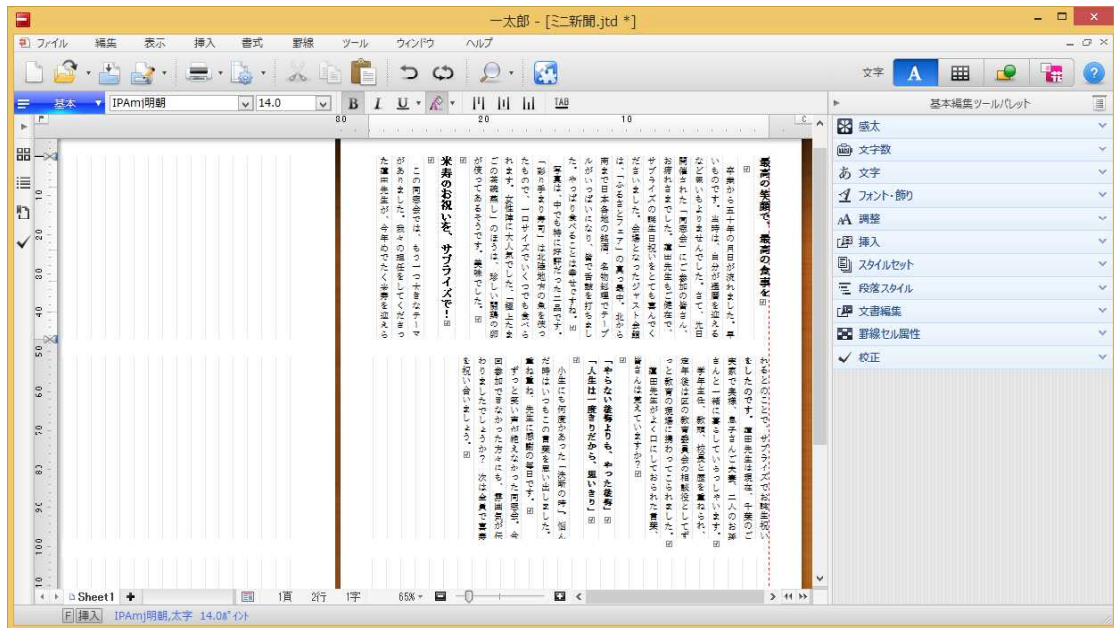 一太郎 - [ミニ新聞.jtd *]
ファイル 編集 表示 挿入 書式 罫線 ツール ウィンドウ ヘルプ
文字 A
基本 IPAmj明朝 14.0 B I U TAB
基本編集ツールパレット
感太
文字数
あ 文字
フォント・飾り
調整
挿入
スタイルセット
段落スタイル
文書編集
罫線セル属性
校正
80 20 10
最高の笑顔で、最高の食事を
卒業から五十年の月日が流れました。早
いものです。当時は、自分が還暦を迎える
など思いもよりませんでした。さて、先日
開催された「同窓会」にご参加の皆さん、
お疲れさまでした。蓮田先生もご健在で、
サプライズの誕生日祝いをとても喜んでく
ださいました。会場となったジャスト会館
は、「ふるさとフェア」の真っ最中。北から
南まで日本各地の銘酒、名物料理でテーブ
ルがいっぱいになり、皆で舌鼓を打ちまし
た。やっぱり食べることは幸せですね。
写真は、中でも特に好評だった二品です。
「彩り手まり寿司」は北陸地方の魚を使っ
たもので、一口サイズでいくつでも食べら
れます。女性陣に大人気でした。「極上たま
ごの茶碗蒸し」のほうは、珍しい闘鶏の卵
が使ってあるそうです。美味でした。
米寿のお祝いを、サプライズで!
この同窓会では、もう一つ大きなテーマ
がありました。我々の担任をしてくださっ
た蓮田先生が、今年めでたく米寿を迎えら
れるとのことで、サプライズでお誕生祝い
をしたのです。蓮田先生は現在、千葉のご
実家で奥様、息子さんご夫妻、二人のお孫
さんと一緒に暮らしていらっしゃいます。
学年主任、教頭、校長と歴を重ねられ、
定年後は区の教育委員会の相談役としてず
っと教育の現場に携わってこられました。
蓮田先生がよく口にしておられた言葉、
皆さんは覚えていますか?
「やらない後悔よりも、やった後悔」
「人生は一度きりだから、思いきり」
小生にも何度かあった「決断の時」、悩ん
だ時はいつもこの言葉を思い出しました。
重ね重ね、先生に感謝の毎日です。
ずっと笑い声が絶えなかった同窓会。今
回参加できなかった方々にも、雰囲気が伝
わりましたでしょうか? 次は全員で喜寿
を祝い合いましょう。
Sheet1 1頁 2行 1字 65%
F 挿入 IPAmj明朝,太字 14.0ポイント